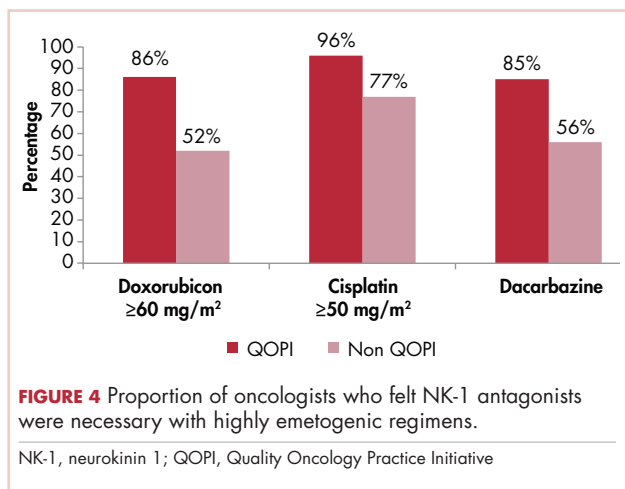 Percentage
100
90
80
70
60
50
40
30
20
10
0
86%
52%
96%
77%
85%
56%
Doxorubicon
≥60 mg/m²
Cisplatin
≥50 mg/m²
Dacarbazine
QOPI
Non QOPI
FIGURE 4 Proportion of oncologists who felt NK-1 antagonists
were necessary with highly emetogenic regimens.
NK-1, neurokinin 1; QOPI, Quality Oncology Practice Initiative